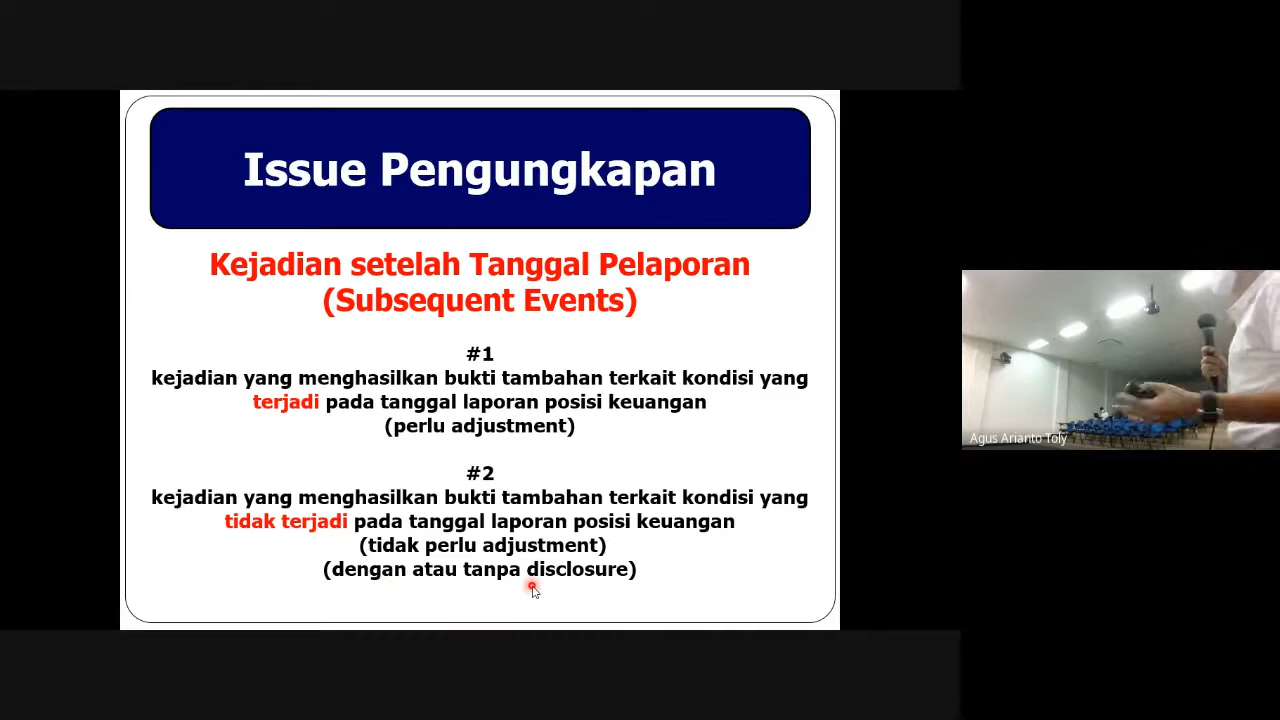 Issue Pengungkapan
Kejadian setelah Tanggal Pelaporan
(Subsequent Events)
#1
kejadian yang menghasilkan bukti tambahan terkait kondisi yang
terjadi pada tanggal laporan posisi keuangan
(perlu adjustment)
#2
kejadian yang menghasilkan bukti tambahan terkait kondisi yang
tidak terjadi pada tanggal laporan posisi keuangan
(tidak perlu adjustment)
(dengan atau tanpa disclosure)
Agus Arianto Toly